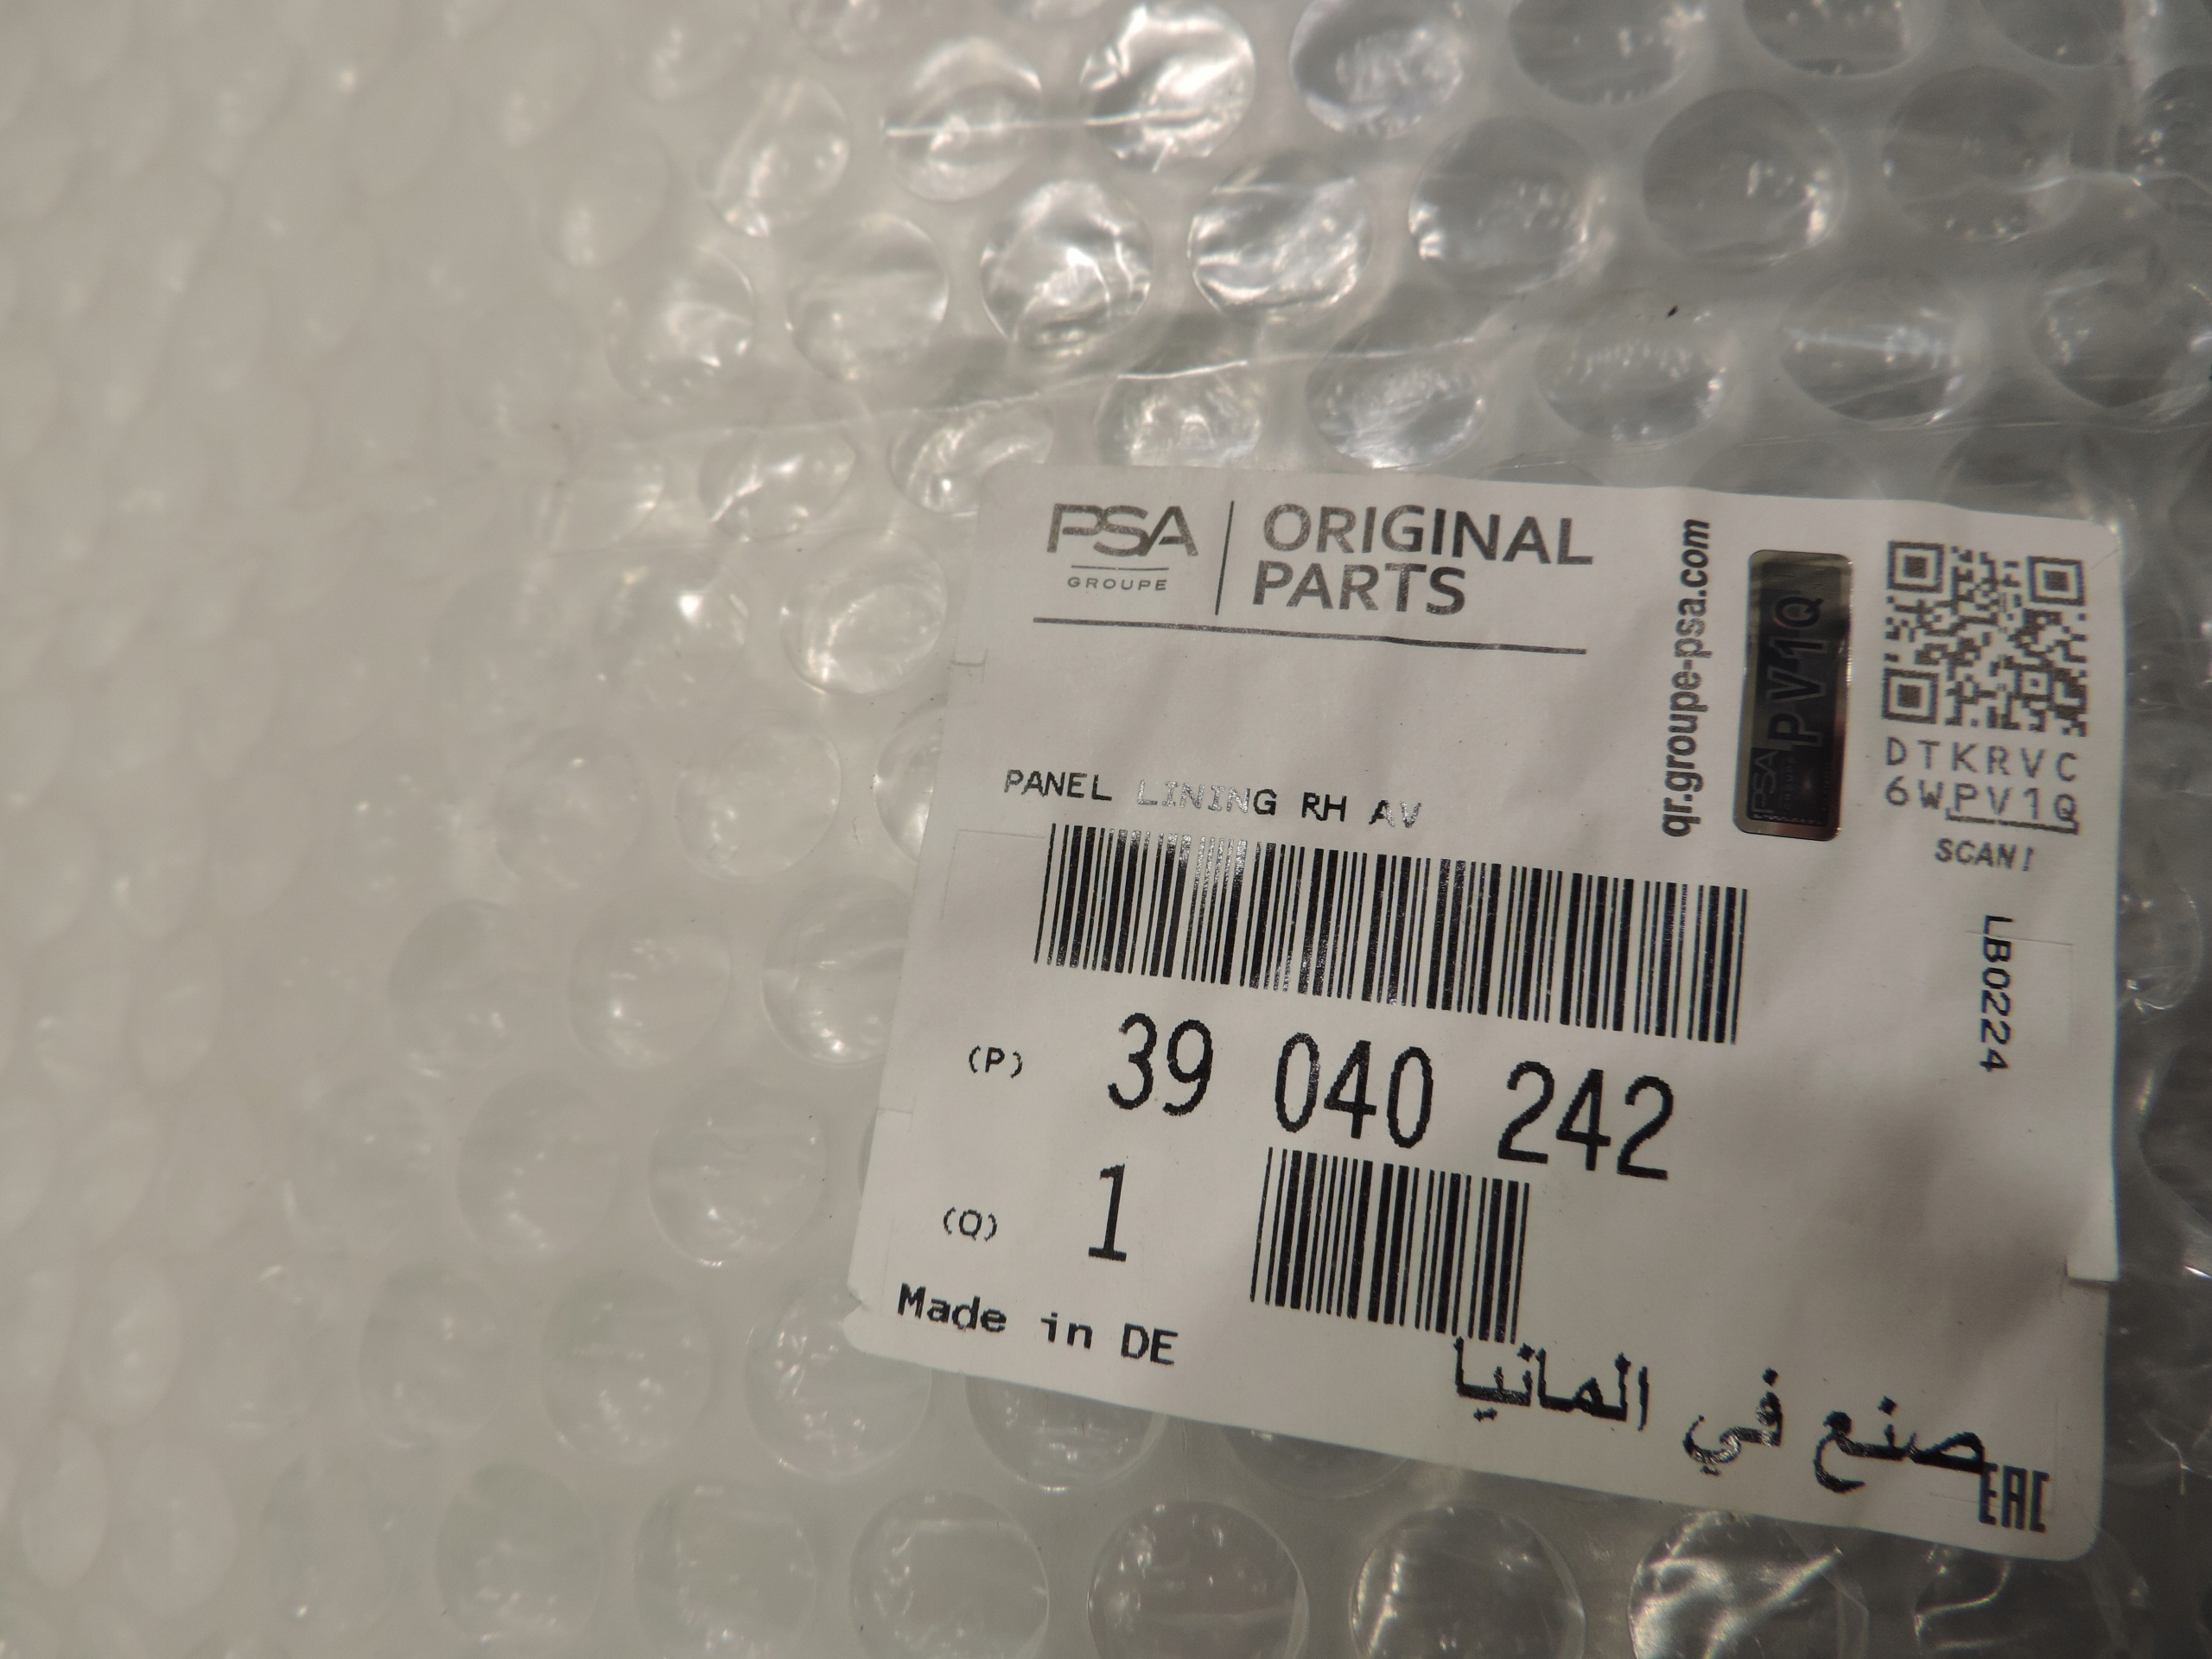 PSA
GROUPE
ORIGINAL
PARTS
qr.groupe-psa.com
PSA
GROUPE
PV1Q
DTKRVC
6WPV1Q
SCAN!
PANEL LINING RH AV
LB0224
(P) 39 040 242
(Q) 1
Made in DE
صنع في المانيا
EAC